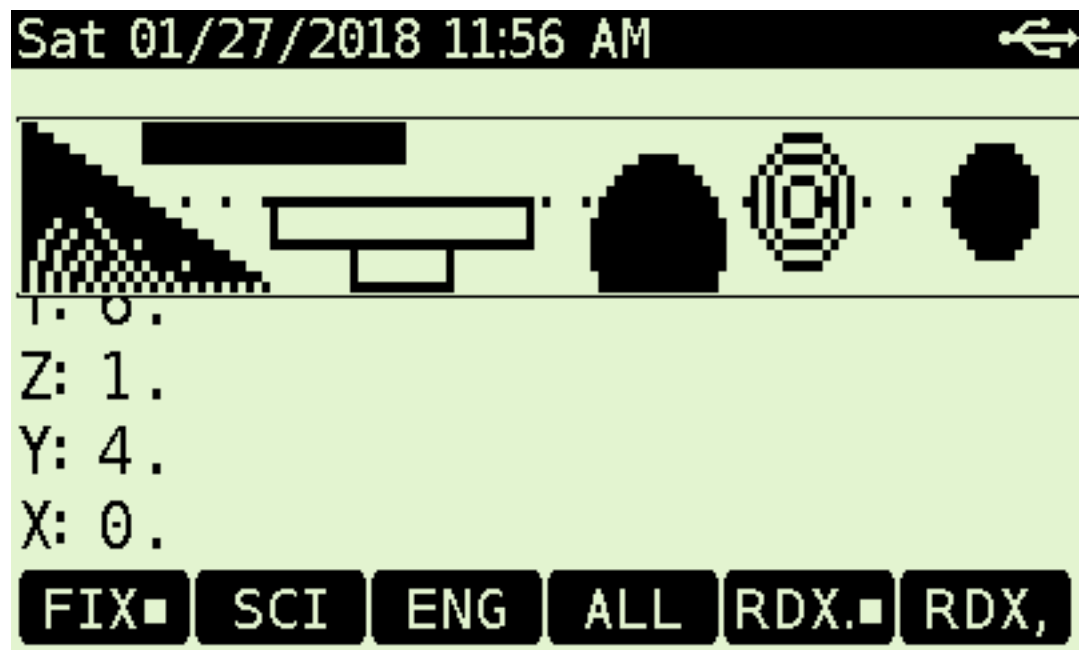 Sat 01/27/2018 11:56 AM
Z: 1.
Y: 4.
X: 0.
FIX■ SCI ENG ALL RDX.■ RDX,